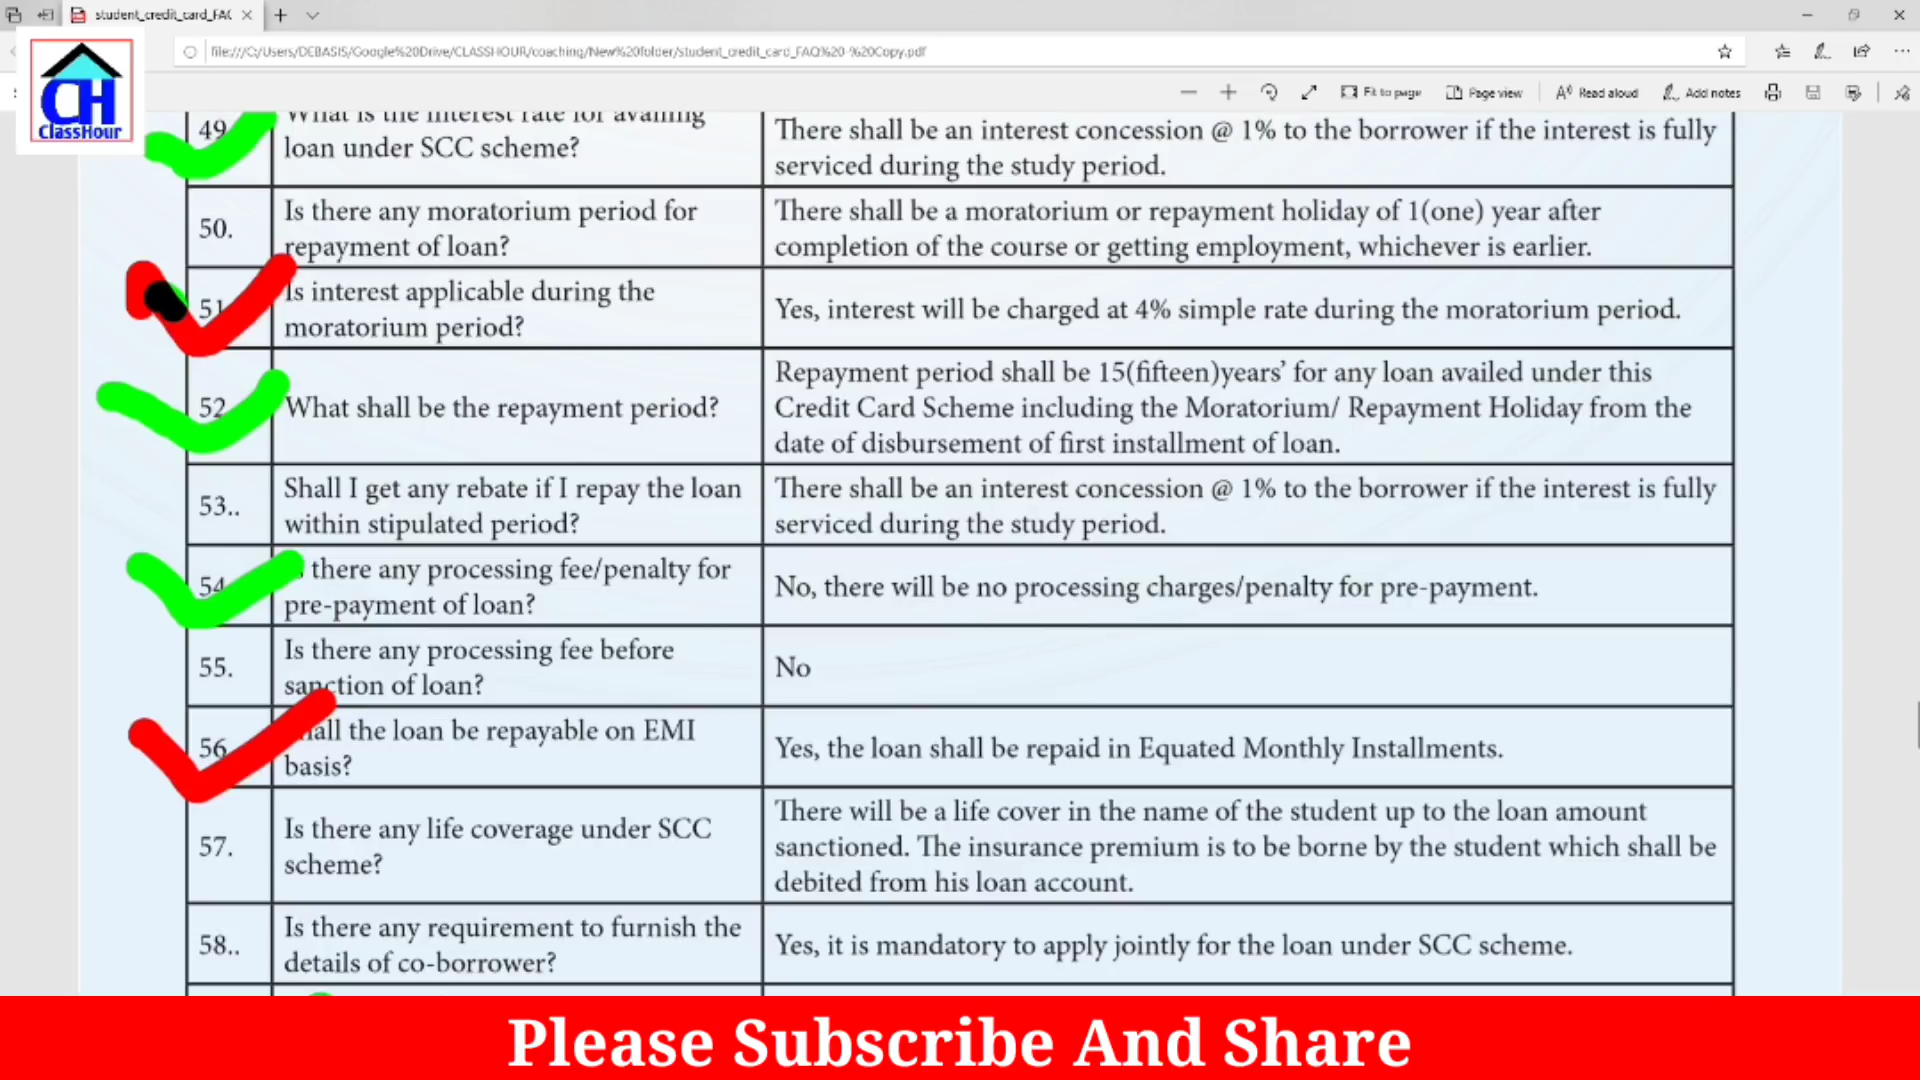 student_credit_card_FAQ
file:///C:/Users/DEBASIS/Google%20Drive/CLASSHOUR/coaching/New%20folder/student_credit_card_FAQ%20-%20Copy.pdf
CH
ClassHour
Fit to page
Page view
Read aloud
Add notes
49
What is the interest rate for availing
loan under SCC scheme?
There shall be an interest concession @ 1% to the borrower if the interest is fully
serviced during the study period.
50.
Is there any moratorium period for
repayment of loan?
There shall be a moratorium or repayment holiday of 1(one) year after
completion of the course or getting employment, whichever is earlier.
51
Is interest applicable during the
moratorium period?
Yes, interest will be charged at 4% simple rate during the moratorium period.
52
What shall be the repayment period?
Repayment period shall be 15(fifteen)years’ for any loan availed under this
Credit Card Scheme including the Moratorium/ Repayment Holiday from the
date of disbursement of first installment of loan.
53..
Shall I get any rebate if I repay the loan
within stipulated period?
There shall be an interest concession @ 1% to the borrower if the interest is fully
serviced during the study period.
54
there any processing fee/penalty for
pre-payment of loan?
No, there will be no processing charges/penalty for pre-payment.
55.
Is there any processing fee before
sanction of loan?
No
56
Shall the loan be repayable on EMI
basis?
Yes, the loan shall be repaid in Equated Monthly Installments.
57.
Is there any life coverage under SCC
scheme?
There will be a life cover in the name of the student up to the loan amount
sanctioned. The insurance premium is to be borne by the student which shall be
debited from his loan account.
58..
Is there any requirement to furnish the
details of co-borrower?
Yes, it is mandatory to apply jointly for the loan under SCC scheme.
Please Subscribe And Share